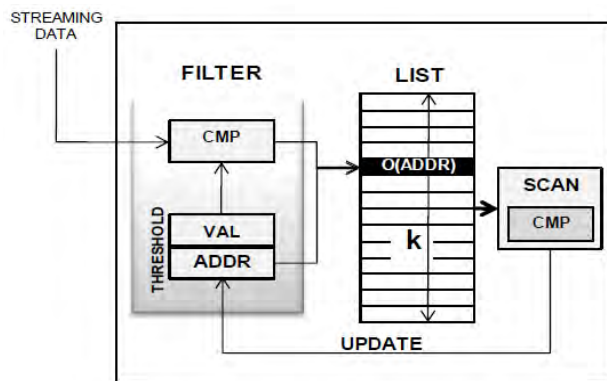 STREAMING
DATA
FILTER
LIST
CMP
O(ADDR)
SCAN
CMP
THRESHOLD
VAL
ADDR
k
UPDATE